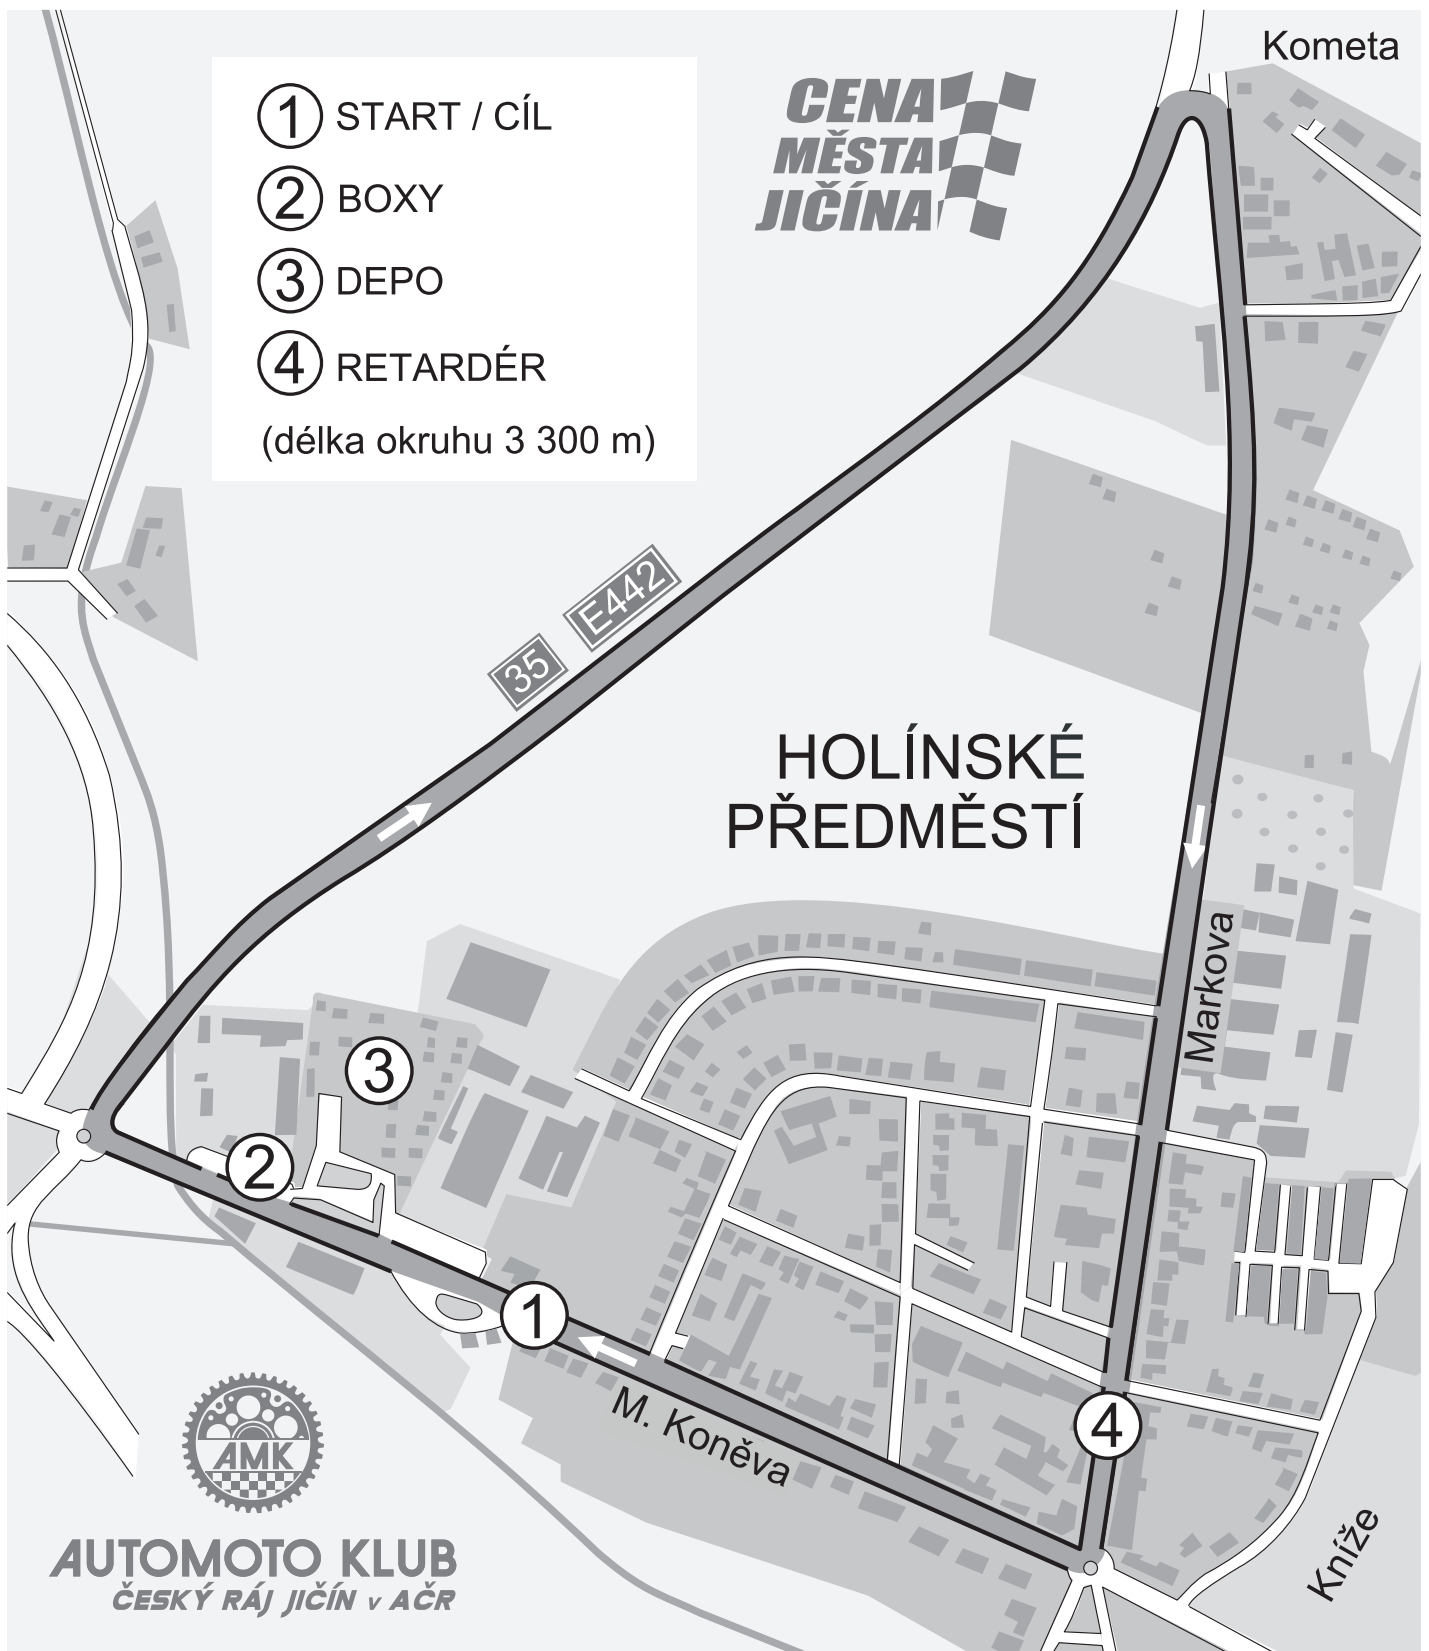 Kometa
1 START / CÍL
2 BOXY
3 DEPO
4 RETARDÉR
(délka okruhu 3 300 m)
CENA
MĚSTA
JIČÍNA
E442
35
HOLÍNSKÉ
PŘEDMĚSTÍ
Markova
3
2
1
M. Koněva
4
Kníže
AMK
AUTOMOTO KLUB
ČESKÝ RÁJ JIČÍN v AČR